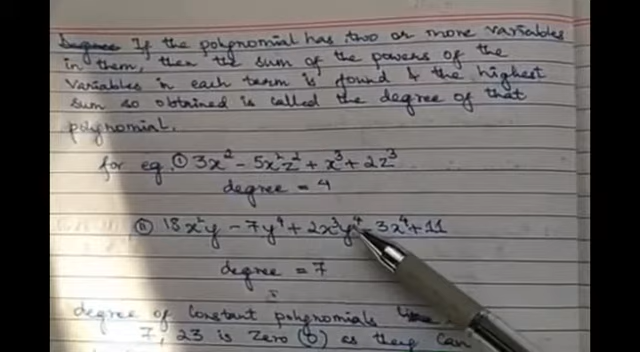 If the polynomial has two or more variables
in them, then the sum of the powers of the
variables in each term is found & the highest
sum so obtained is called the degree of that
polynomial.
for eg. ① 3x² - 5x²z² + x³ + 2z³
degree = 4
② 18x²y - 7y⁴ + 2x³y⁴ 3x⁴ + 11
degree = 7
degree of constant polynomials
7, 23 is zero (0) as they can